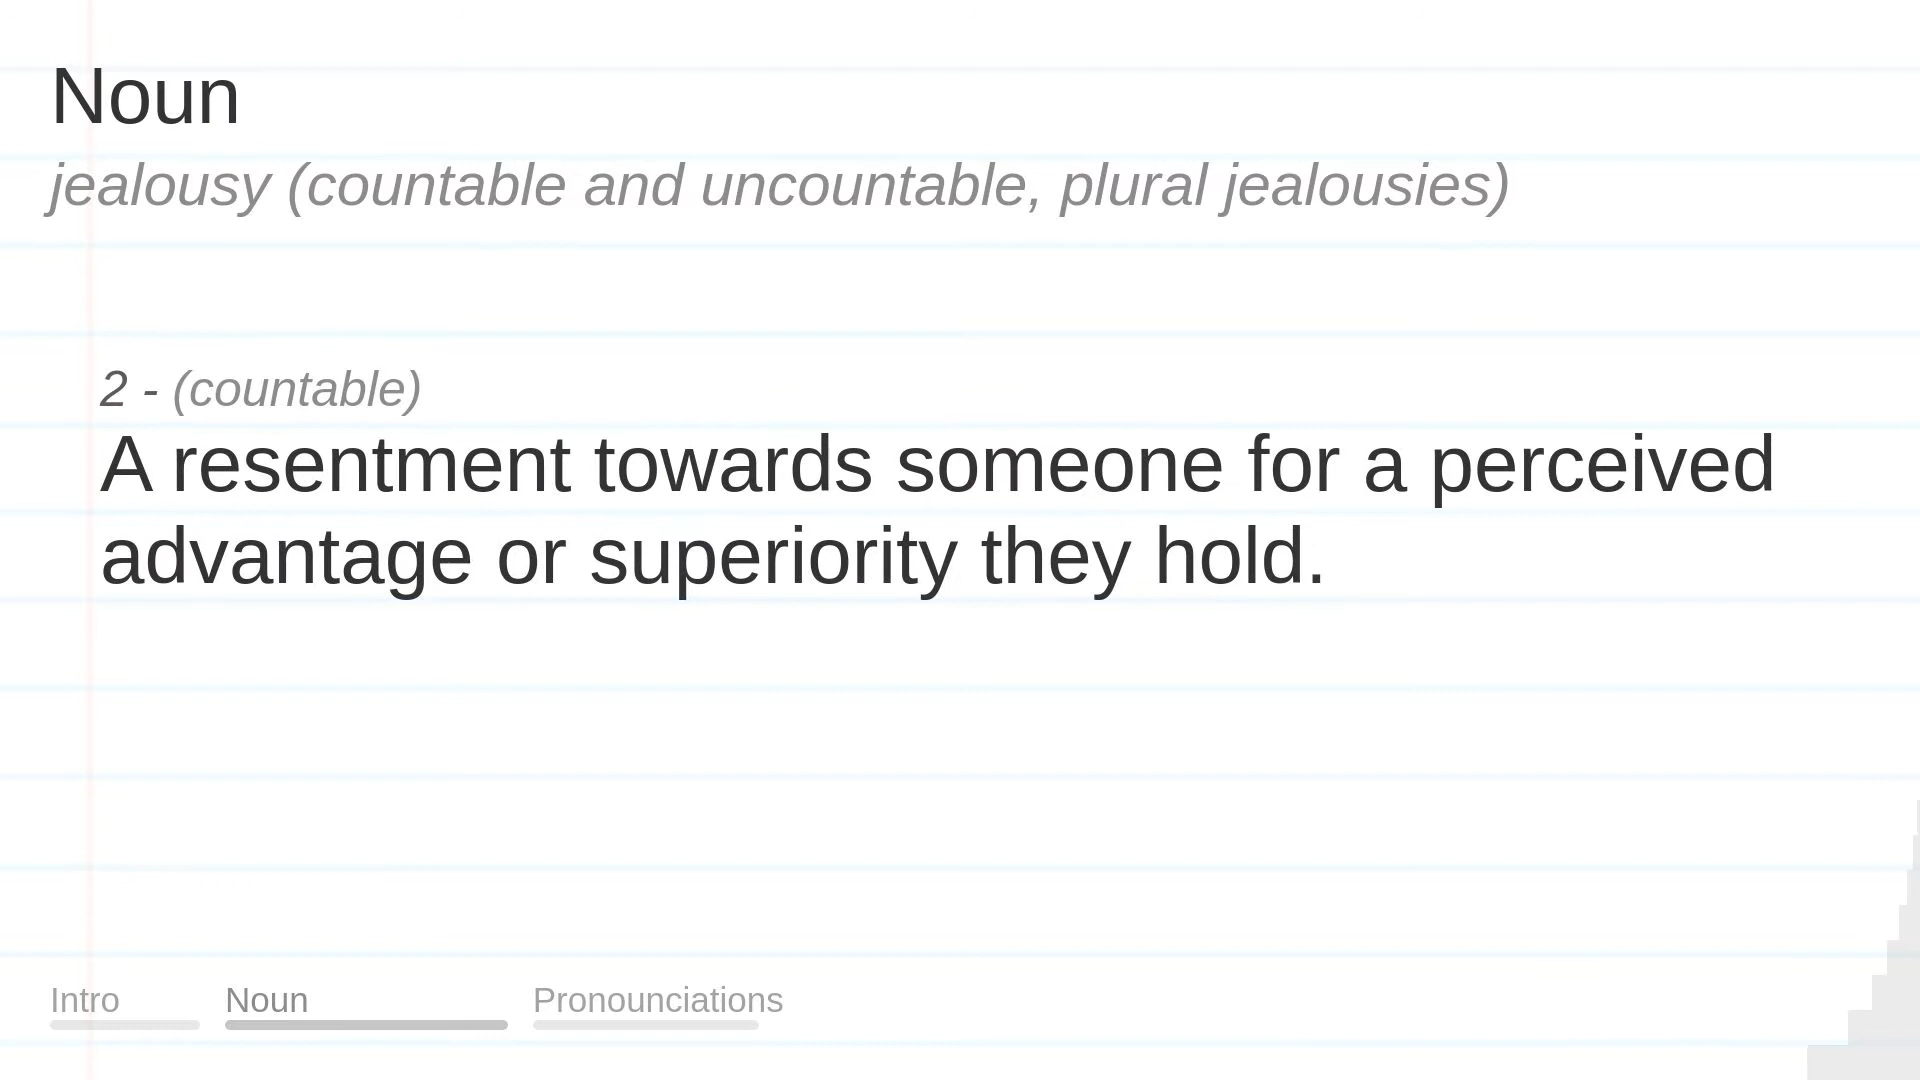 Noun
jealousy (countable and uncountable, plural jealousies)
2 - (countable)
A resentment towards someone for a perceived
advantage or superiority they hold.
Intro Noun Pronounciations